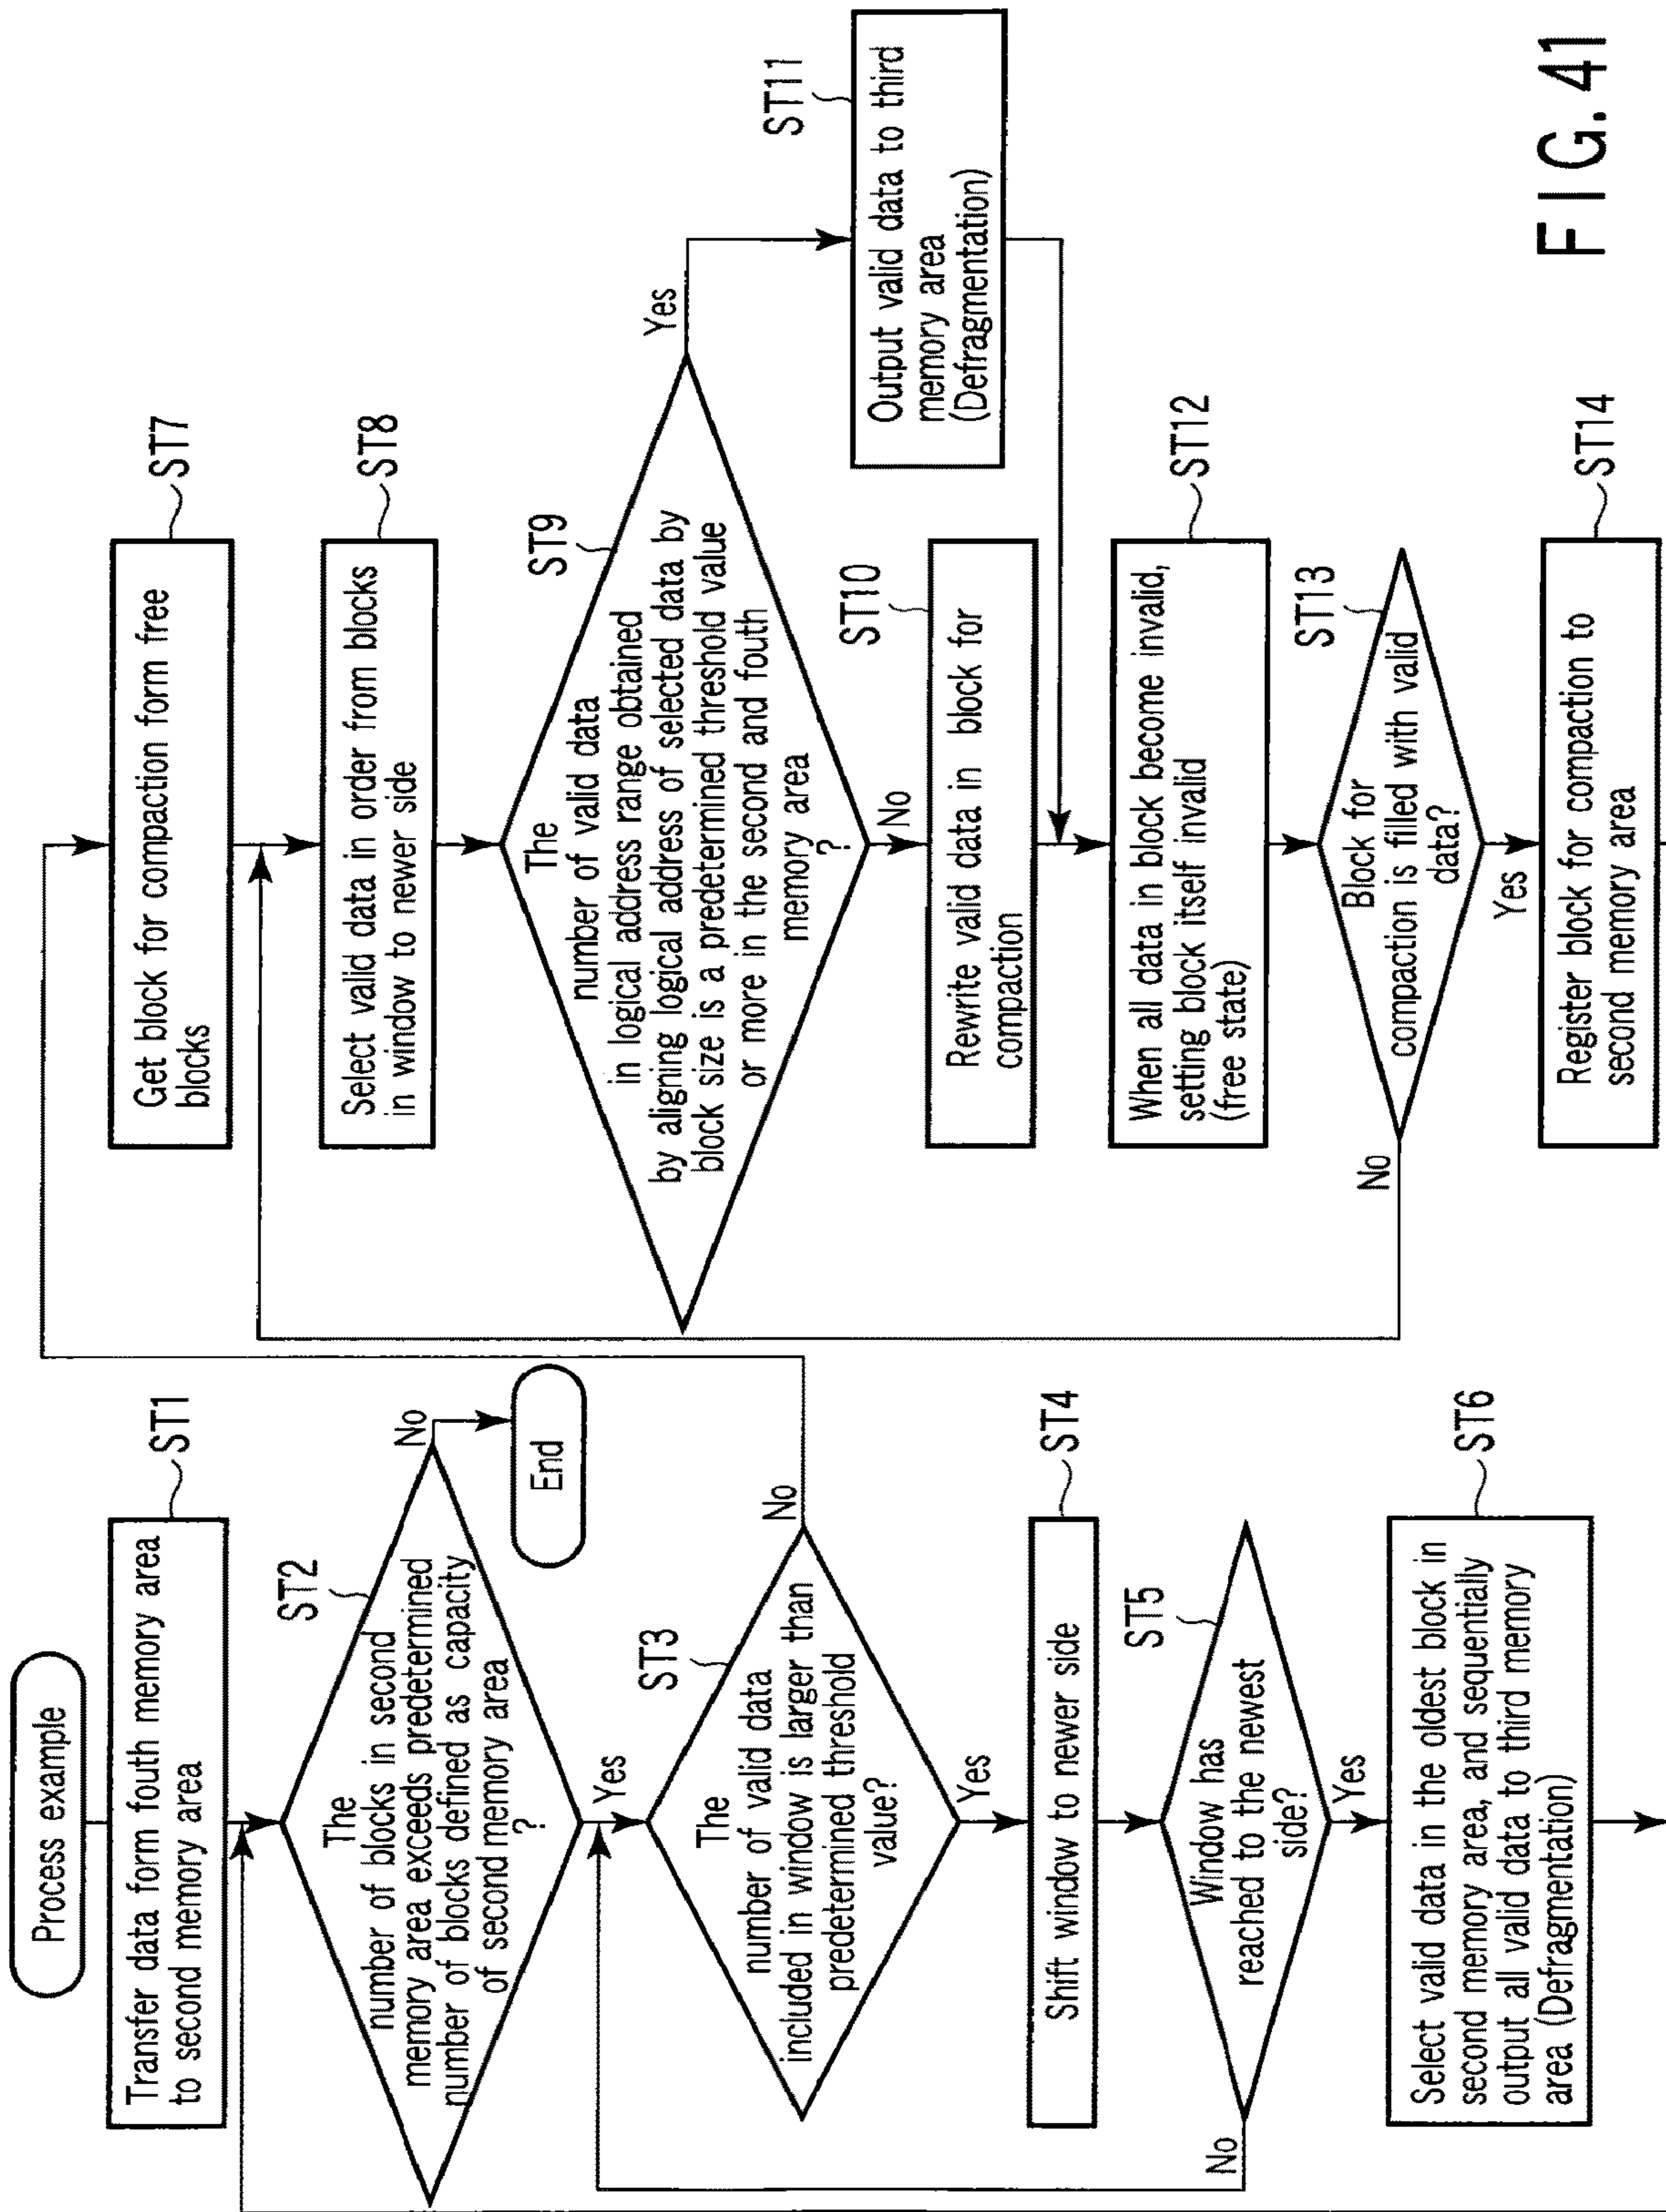 Process example
Transfer data form fouth memory area
to second memory area
ST1
ST2
The
number of blocks in second
memory area exceeds predetermined
number of blocks defined as capacity
of second memory area
?
No
End
Yes
ST3
The
number of valid data
included in window is larger than
predetermined threshold
value?
No
Yes
Shift window to newer side
ST4
ST5
Window has
reached to the newest
side?
No
Yes
Select valid data in the oldest block in
second memory area, and sequentially
output all valid data to third memory
area (Defragmentation)
ST6
Get block for compaction form free
blocks
ST7
Select valid data in order from blocks
in window to newer side
ST8
ST9
The
number of valid data
in logical address range obtained
by aligning logical address of selected data by
block size is a predetermined threshold value
or more in the second and fouth
memory area
?
Yes
No
ST10
Rewrite valid data in block for
compaction
ST11
Output valid data to third
memory area
(Defragmentation)
When all data in block become invalid,
setting block itself invalid
(free state)
ST12
ST13
Block for
compaction is filled with valid
data?
No
Yes
Register block for compaction to
second memory area
ST14
FIG. 41